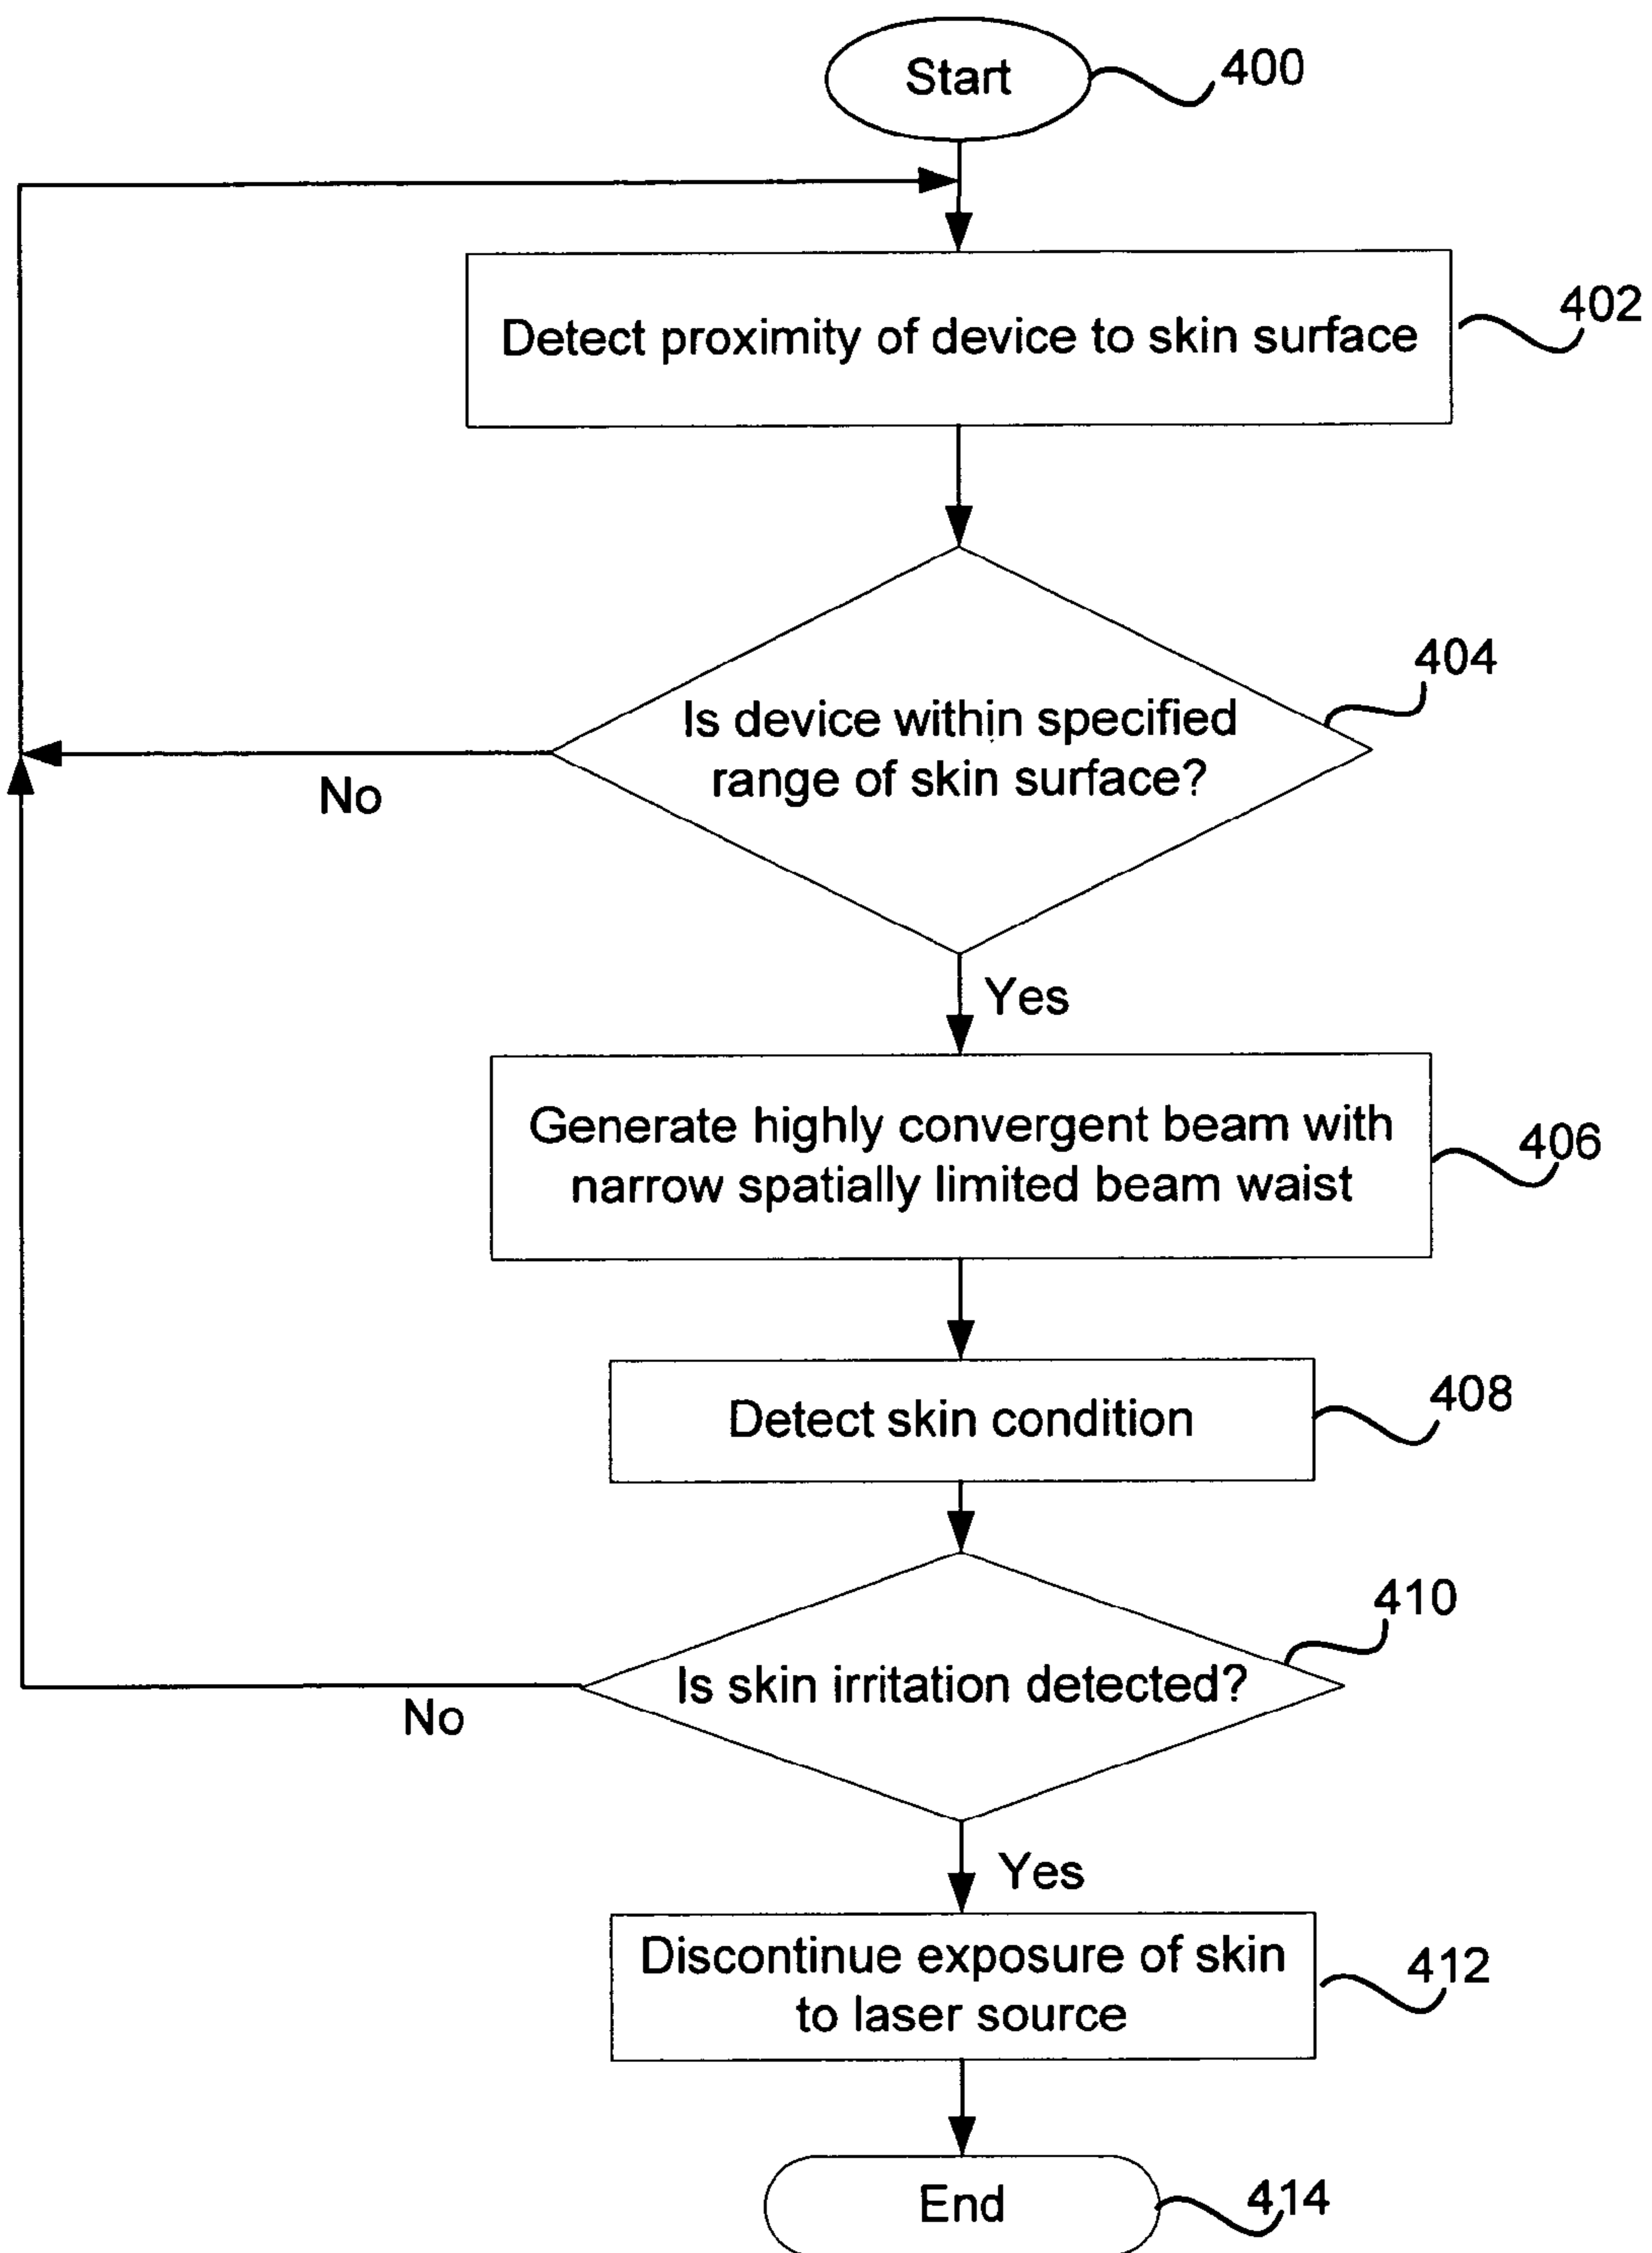 Start
400
Detect proximity of device to skin surface
402
404
Is device within specified
range of skin surface?
No
Yes
Generate highly convergent beam with
narrow spatially limited beam waist
406
Detect skin condition
408
410
Is skin irritation detected?
No
Yes
Discontinue exposure of skin
to laser source
412
End
414